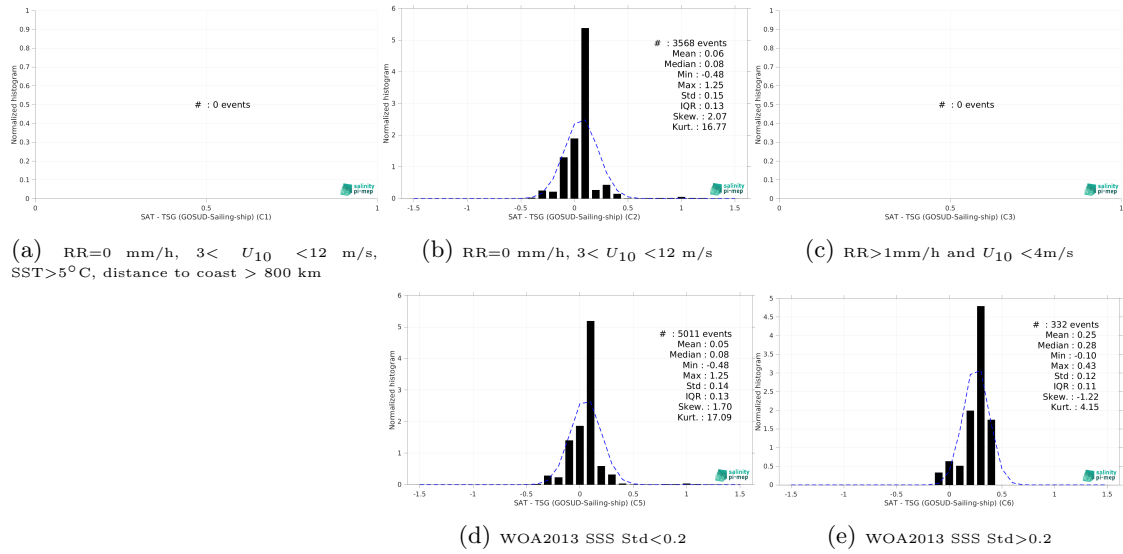 1
0.9
0.8
0.7
0.6
0.5
0.4
0.3
0.2
0.1
0
Normalized histogram
# : 0 events
salinity
pi-mep
0 0.5 1
SAT - TSG (GOSUD-Sailing-ship) (C1)
(a) RR=0 mm/h, 3< U10 <12 m/s,
SST>5°C, distance to coast > 800 km
6
5
4
3
2
1
0
Normalized histogram
# : 3568 events
Mean : 0.06
Median : 0.08
Min : -0.48
Max : 1.25
Std : 0.15
IQR : 0.13
Skew. : 2.07
Kurt. : 16.77
salinity
pi-mep
-1.5 -1 -0.5 0 0.5 1 1.5
SAT - TSG (GOSUD-Sailing-ship) (C2)
(b) RR=0 mm/h, 3< U10 <12 m/s
1
0.9
0.8
0.7
0.6
0.5
0.4
0.3
0.2
0.1
0
Normalized histogram
# : 0 events
salinity
pi-mep
0 0.5 1
SAT - TSG (GOSUD-Sailing-ship) (C3)
(c) RR>1mm/h and U10 <4m/s
6
5
4
3
2
1
0
Normalized histogram
# : 5011 events
Mean : 0.05
Median : 0.08
Min : -0.48
Max : 1.25
Std : 0.14
IQR : 0.13
Skew. : 1.70
Kurt. : 17.09
salinity
pi-mep
-1.5 -1 -0.5 0 0.5 1 1.5
SAT - TSG (GOSUD-Sailing-ship) (C5)
(d) WOA2013 SSS Std<0.2
5
4.5
4
3.5
3
2.5
2
1.5
1
0.5
0
Normalized histogram
# : 332 events
Mean : 0.25
Median : 0.28
Min : -0.10
Max : 0.43
Std : 0.12
IQR : 0.11
Skew. : -1.22
Kurt. : 4.15
salinity
pi-mep
-1.5 -1 -0.5 0 0.5 1 1.5
SAT - TSG (GOSUD-Sailing-ship) (C6)
(e) WOA2013 SSS Std>0.2